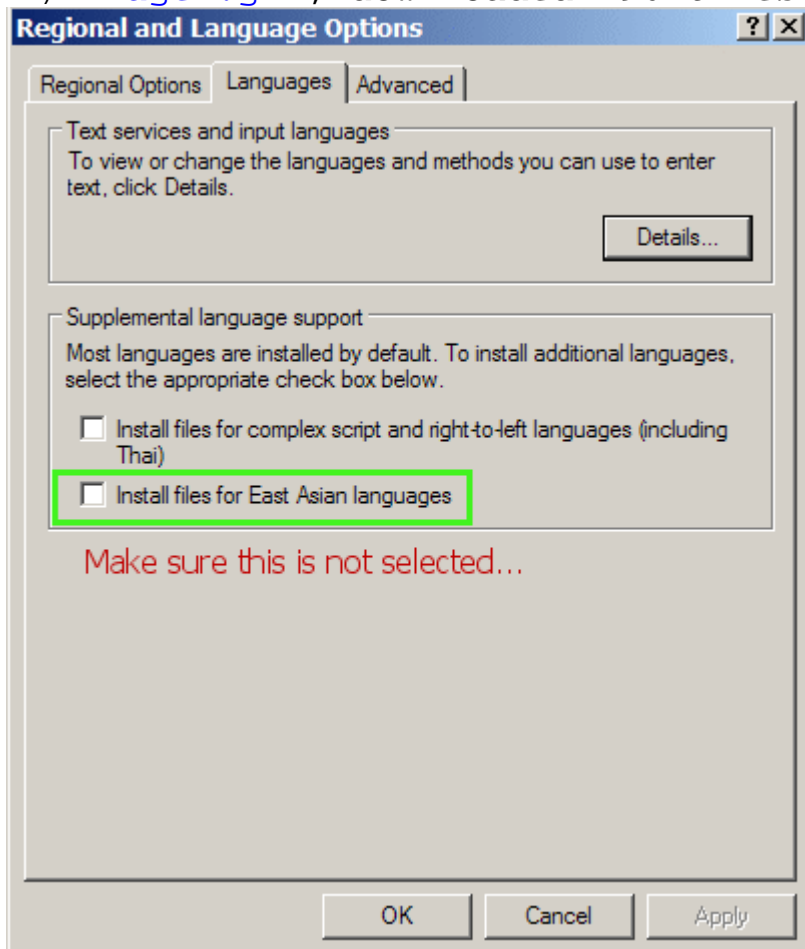 Regional and Language Options
Regional Options Languages Advanced
Text services and input languages
To view or change the languages and methods you can use to enter
text, click Details.
Details...
Supplemental language support
Most languages are installed by default. To install additional languages,
select the appropriate check box below.
Install files for complex script and right-to-left languages (including
Thai)
Install files for East Asian languages
Make sure this is not selected...
OK Cancel Apply